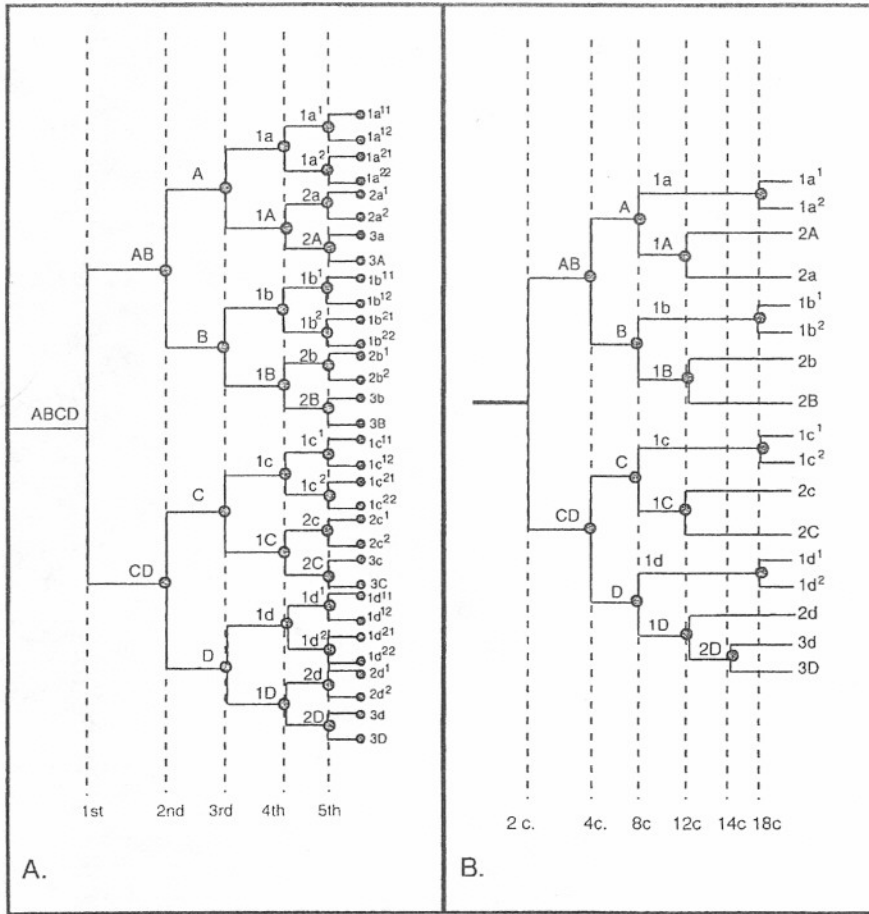 1a¹¹
1a¹
1a¹²
1a
1a²¹
1a²
1a²²
A
2a¹
2a
2a²
1A
3a
2A
3A
AB
1b¹¹
1b¹
1b¹²
1b
1b²¹
1b²
1b²²
B
2b¹
2b
2b²
1B
3b
2B
3B
ABCD
1c¹¹
1c¹
1c¹²
1c
1c²¹
1c²
1c²²
C
2c¹
2c
2c²
1C
3c
2C
3C
CD
1d¹¹
1d¹
1d¹²
1d
1d²¹
1d²
1d²²
D
2d¹
2d
2d²
1D
3d
2D
3D
1st 2nd 3rd 4th 5th
A.
1a
1a¹
1a²
A
1A
2A
AB
2a
1b
1b¹
1b²
B
1B
2b
2B
1c
1c¹
1c²
C
1C
2c
2C
CD
1d
1d¹
1d²
D
1D
2d
2D
3d
3D
2 c. 4c. 8c 12c 14c 18c
B.